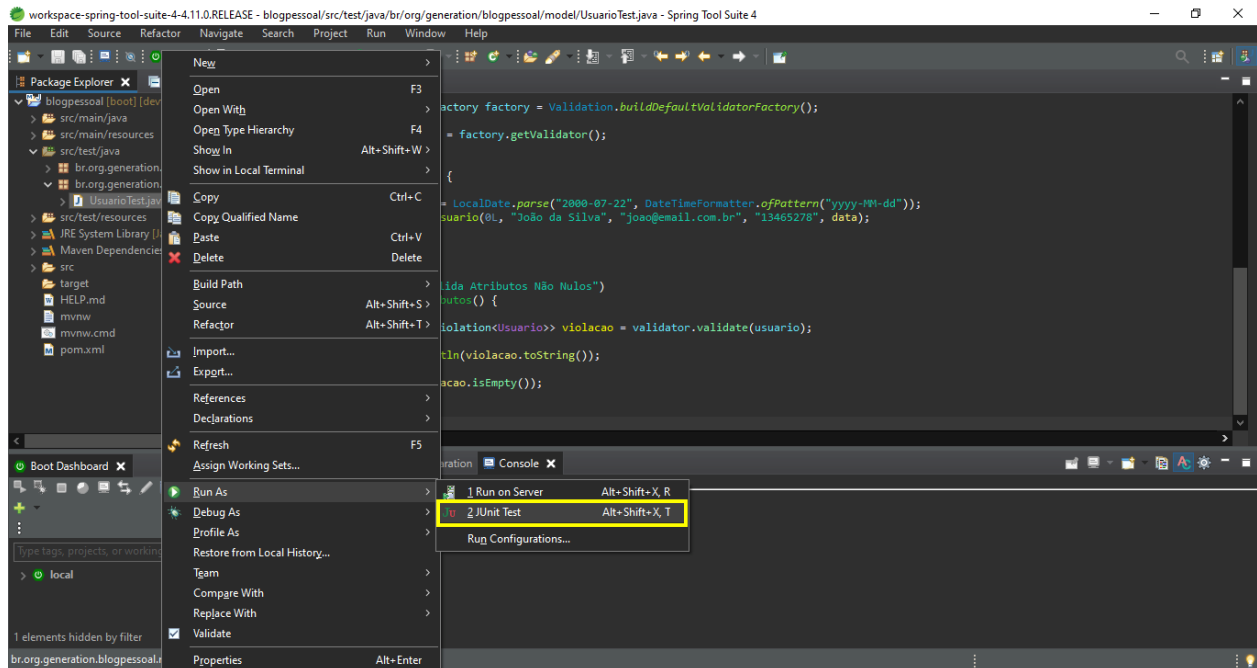 workspace-spring-tool-suite-4-4.11.0.RELEASE - blogpessoal/src/test/java/br/org/generation/blogpessoal/model/UsuarioTest.java - Spring Tool Suite 4
File Edit Source Refactor Navigate Search Project Run Window Help
Package Explorer
blogpessoal [boot] [dev
src/main/java
src/main/resources
src/test/java
br.org.generation.
br.org.generation.
UsuarioTest.jav
src/test/resources
JRE System Library [J
Maven Dependencie
src
target
HELP.md
mvnw
mvnw.cmd
pom.xml
New
Open F3
Open With
Open Type Hierarchy F4
Show In Alt+Shift+W
Show in Local Terminal
Copy Ctrl+C
Copy Qualified Name
Paste Ctrl+V
Delete Delete
Build Path
Source Alt+Shift+S
Refactor Alt+Shift+T
Import...
Export...
References
Declarations
Refresh F5
Assign Working Sets...
Run As
Debug As
Profile As
Restore from Local History...
Team
Compare With
Replace With
Validate
Properties Alt+Enter
actory factory = Validation.buildDefaultValidatorFactory();
= factory.getValidator();
{
= LocalDate.parse("2000-07-22", DateTimeFormatter.ofPattern("yyyy-MM-dd"));
suario(0L, "João da Silva", "joao@email.com.br", "13465278", data);
lida Atributos Não Nulos")
butos() {
iolation<Usuario>> violacao = validator.validate(usuario);
tln(violacao.toString());
acao.isEmpty());
ration Console
1 Run on Server Alt+Shift+X, R
2 JUnit Test Alt+Shift+X, T
Run Configurations...
Boot Dashboard
Type tags, projects, or working
local
1 elements hidden by filter
br.org.generation.blogpessoal.